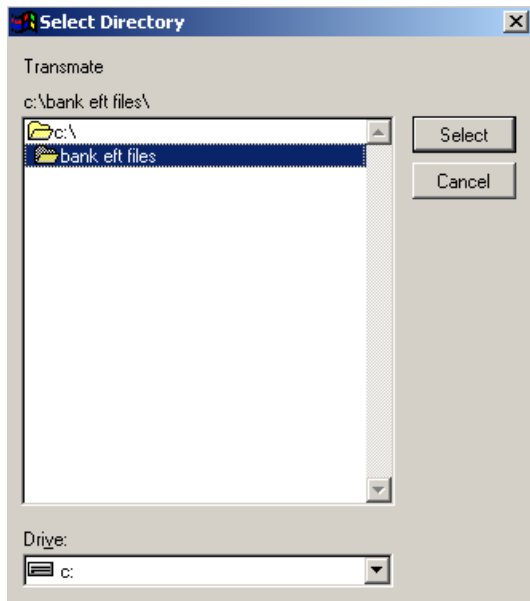 Select Directory
Transmate
c:\bank eft files\
c:\
bank eft files
Select
Cancel
Drive:
c: